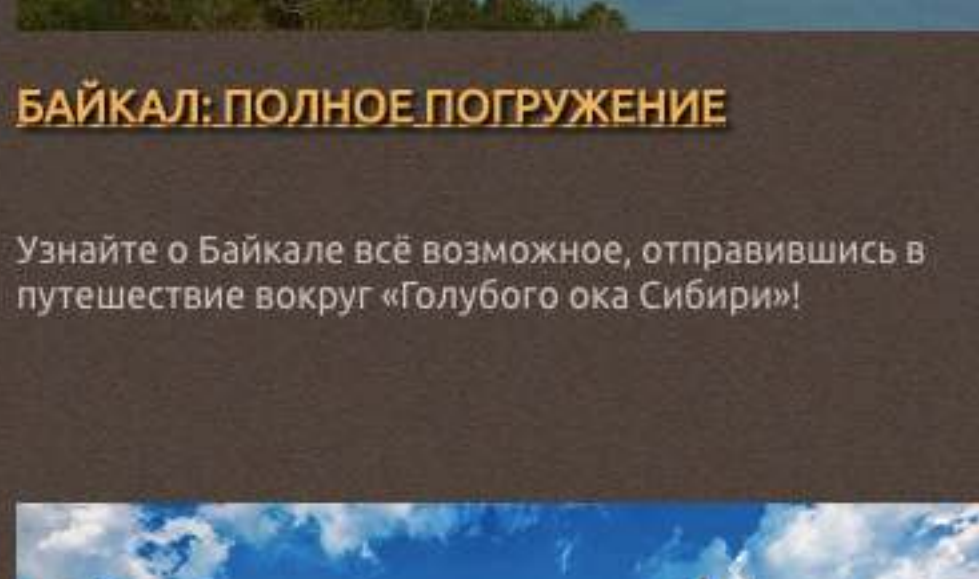 БАЙКАЛ: ПОЛНОЕ ПОГРУЖЕНИЕ
Узнайте о Байкале всё возможное, отправившись в
путешествие вокруг «Голубого ока Сибири»!